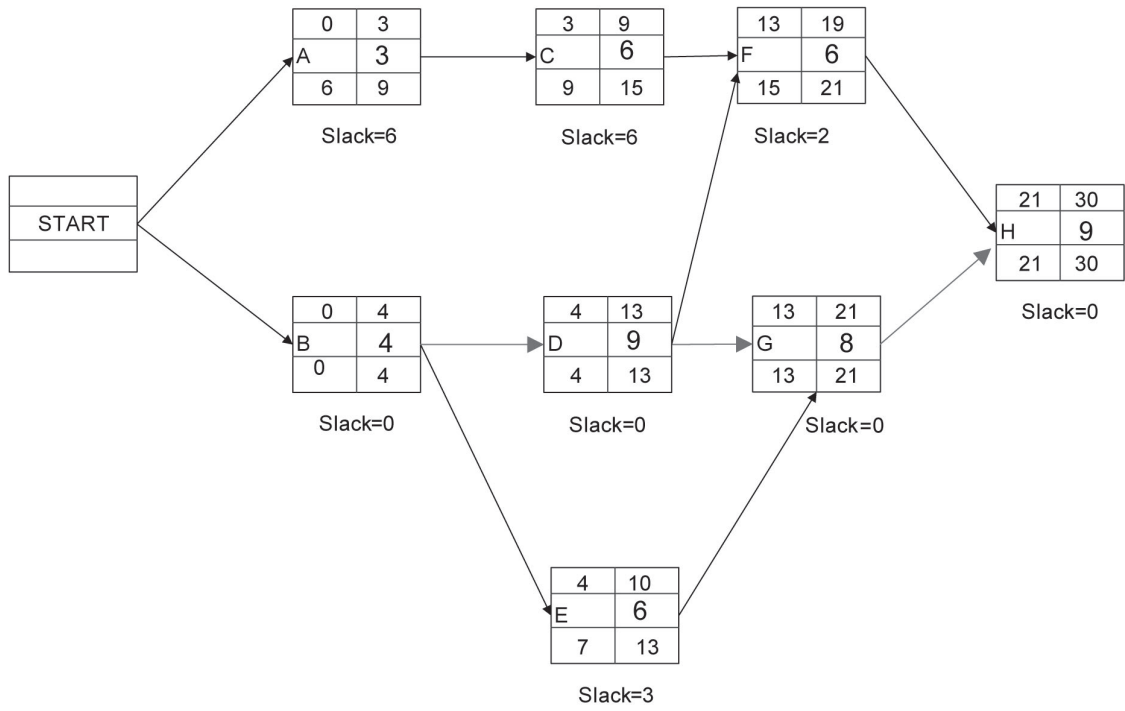 0 3
A 3
6 9
Slack=6
3 9
C 6
9 15
Slack=6
13 19
F 6
15 21
Slack=2
START
21 30
H 9
21 30
Slack=0
0 4
B 4
0 4
Slack=0
4 13
D 9
4 13
Slack=0
13 21
G 8
13 21
Slack=0
4 10
E 6
7 13
Slack=3